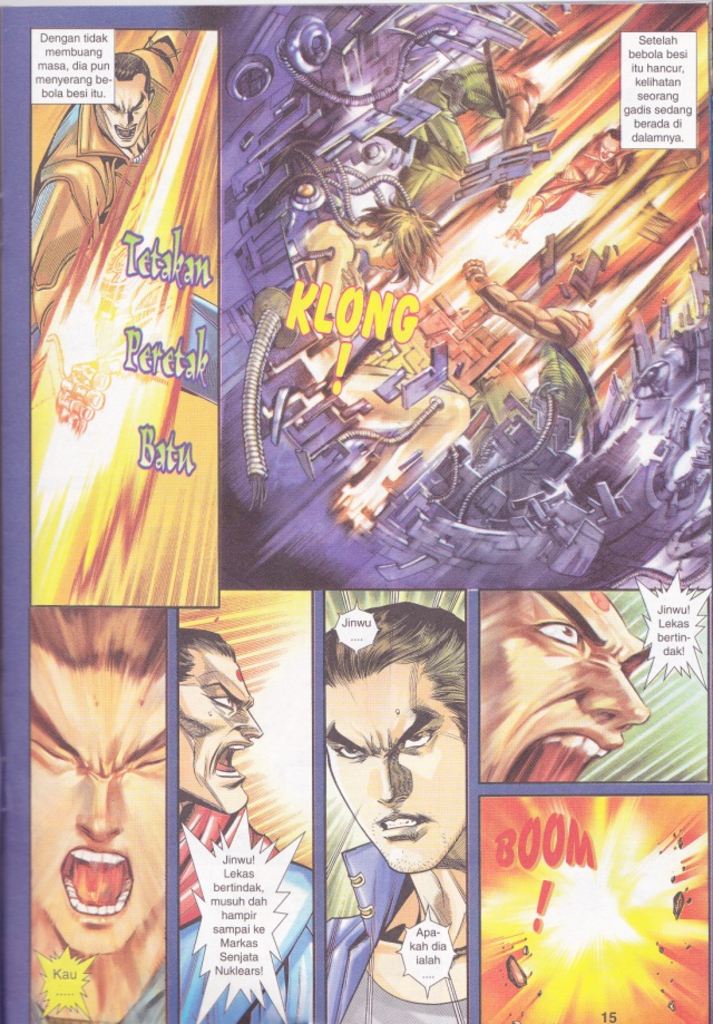 Dengan tidak
membuang
masa, dia pun
menyerang be-
bola besi itu.
Tetakan
Peretak
Batu
Setelah
bebola besi
itu hancur,
kelihatan
seorang
gadis sedang
berada di
dalamnya.
KLONG
!
Kau
.....
Jinwu!
Lekas
bertindak,
musuh dah
hampir
sampai ke
Markas
Senjata
Nuklears!
Jinwu
....
Apa-
kah dia
ialah
....
Jinwu!
Lekas
bertin-
dak!
BOOM
!
15